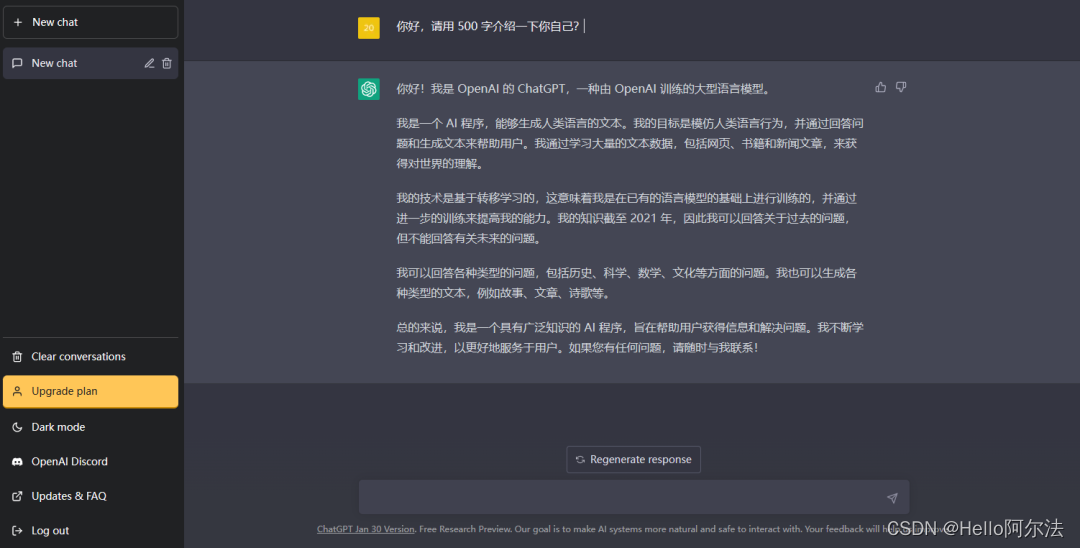 New chat
New chat
Clear conversations
Upgrade plan
Dark mode
OpenAI Discord
Updates & FAQ
Log out
20
你好，请用 500 字介绍一下你自己?
你好！我是 OpenAI 的 ChatGPT，一种由 OpenAI 训练的大型语言模型。
我是一个 AI 程序，能够生成人类语言的文本。我的目标是模仿人类语言行为，并通过回答问
题和生成文本来帮助用户。我通过学习大量的文本数据，包括网页、书籍和新闻文章，来获
得对世界的理解。
我的技术是基于转移学习的，这意味着我是在已有的语言模型的基础上进行训练的，并通过
进一步的训练来提高我的能力。我的知识截至 2021 年，因此我可以回答关于过去的问题，
但不能回答有关未来的问题。
我可以回答各种类型的问题，包括历史、科学、数学、文化等方面的问题。我也可以生成各
种类型的文本，例如故事、文章、诗歌等。
总的来说，我是一个具有广泛知识的 AI 程序，旨在帮助用户获得信息和解决问题。我不断学
习和改进，以更好地服务于用户。如果您有任何问题，请随时与我联系！
Regenerate response
ChatGPT Jan 30 Version. Free Research Preview. Our goal is to make AI systems more natural and safe to interact with. Your feedback will
CSDN @Hello阿尔法